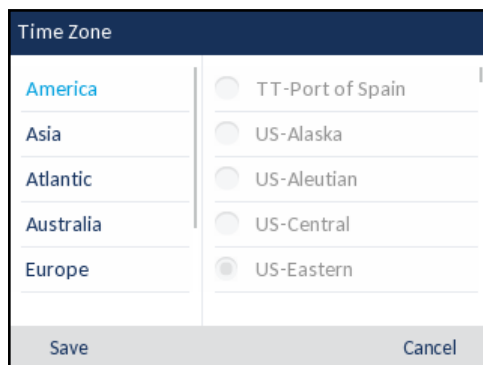 Time Zone
America
Asia
Atlantic
Australia
Europe
TT-Port of Spain
US-Alaska
US-Aleutian
US-Central
US-Eastern
Save
Cancel